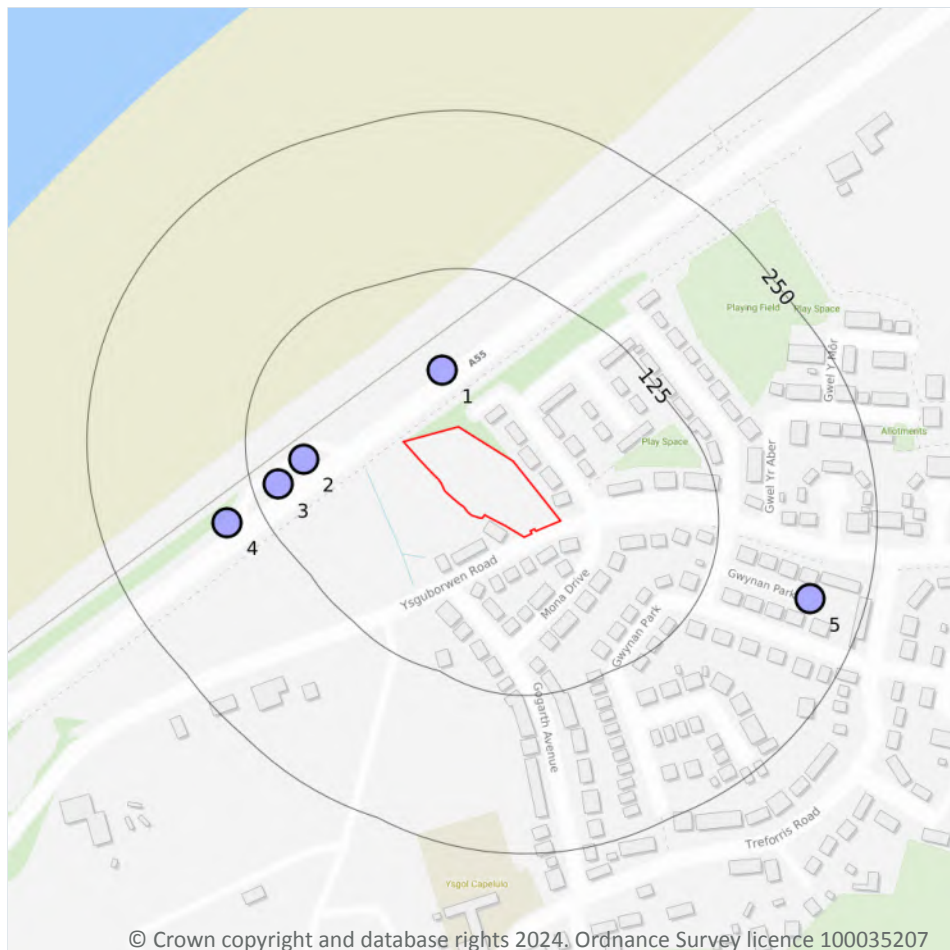 250
Playing Field
Play Space
Gwel Y Môr
A55
1
125
Allotments
Play Space
Gwel Yr Aber
2
3
4
Ysguborwen Road
Mona Drive
Gwynan Park
Gwynan Park
5
Gogarth Avenue
Treforris Road
Ysgol Capelulo
© Crown copyright and database rights 2024. Ordnance Survey licence 100035207